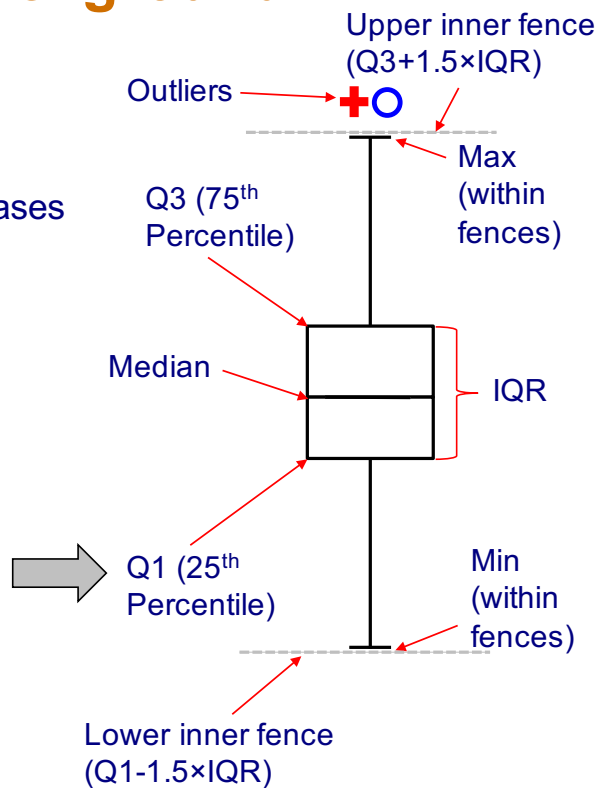 Upper inner fence
(Q3+1.5×IQR)
Outliers
Max
(within
fences)
ases
Q3 (75th
Percentile)
Median
IQR
Q1 (25th
Percentile)
Min
(within
fences)
Lower inner fence
(Q1-1.5×IQR)